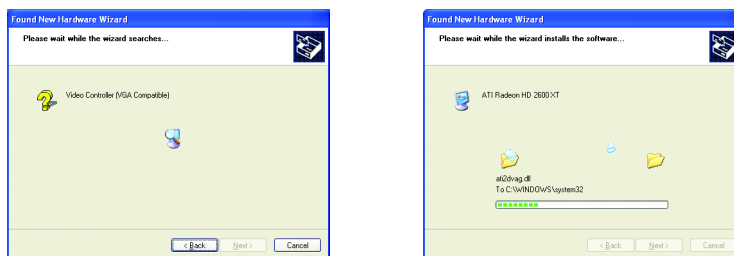 Found New Hardware Wizard
Please wait while the wizard searches...
Video Controller (VGA Compatible)
< Back Next > Cancel
Found New Hardware Wizard
Please wait while the wizard installs the software...
ATI Radeon HD 2600 XT
ati2dvag.dll
To C:\WINDOWS\system32
< Back Next > Cancel